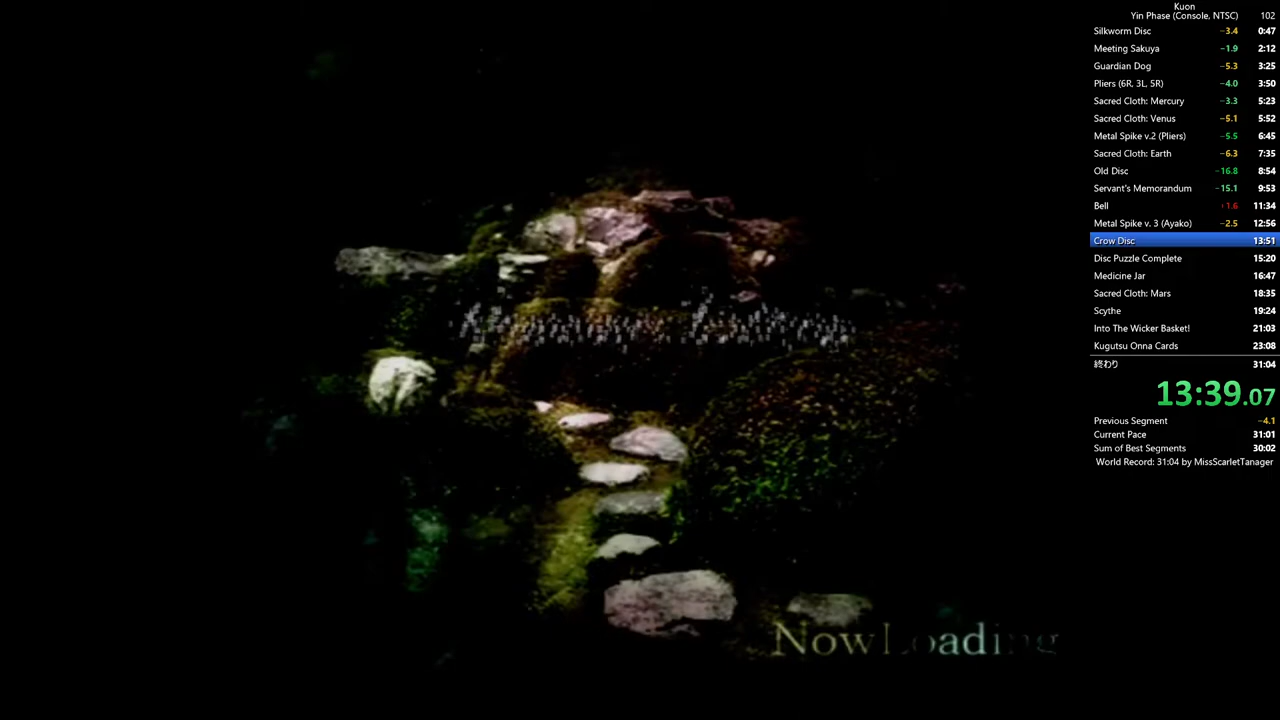 Kuon
Yin Phase (Console, NTSC) 102
Silkworm Disc −3.4 0:47
Meeting Sakuya −1.9 2:12
Guardian Dog −5.3 3:25
Pliers (6R, 3L, 5R) −4.0 3:50
Sacred Cloth: Mercury −3.3 5:23
Sacred Cloth: Venus −5.1 5:52
Metal Spike v.2 (Pliers) −5.5 6:45
Sacred Cloth: Earth −6.3 7:35
Old Disc −16.8 8:54
Servant's Memorandum −15.1 9:53
Bell +1.6 11:34
Metal Spike v. 3 (Ayako) −2.5 12:56
Crow Disc 13:51
Disc Puzzle Complete 15:20
Medicine Jar 16:47
Sacred Cloth: Mars 18:35
Scythe 19:24
Into The Wicker Basket! 21:03
Kugutsu Onna Cards 23:08
終わり 31:04
13:39.07
Previous Segment −4.1
Current Pace 31:01
Sum of Best Segments 30:02
World Record: 31:04 by MissScarletTanager
Now Loading